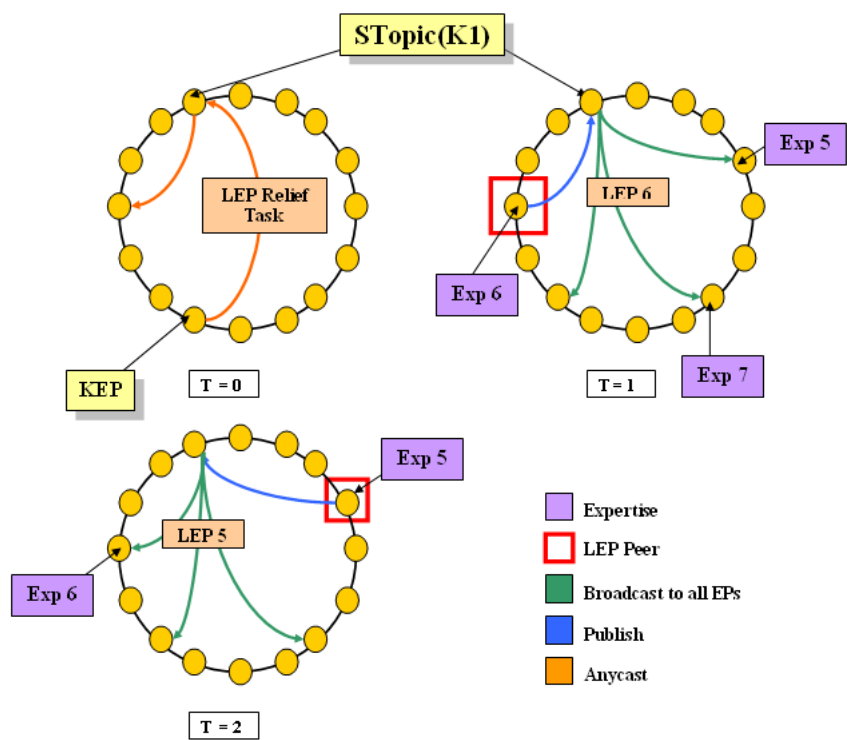 STopic(K1)
LEP Relief
Task
KEP
T = 0
Exp 5
LEP 6
Exp 6
Exp 7
T = 1
Exp 5
LEP 5
Exp 6
T = 2
Expertise
LEP Peer
Broadcast to all EPs
Publish
Anycast